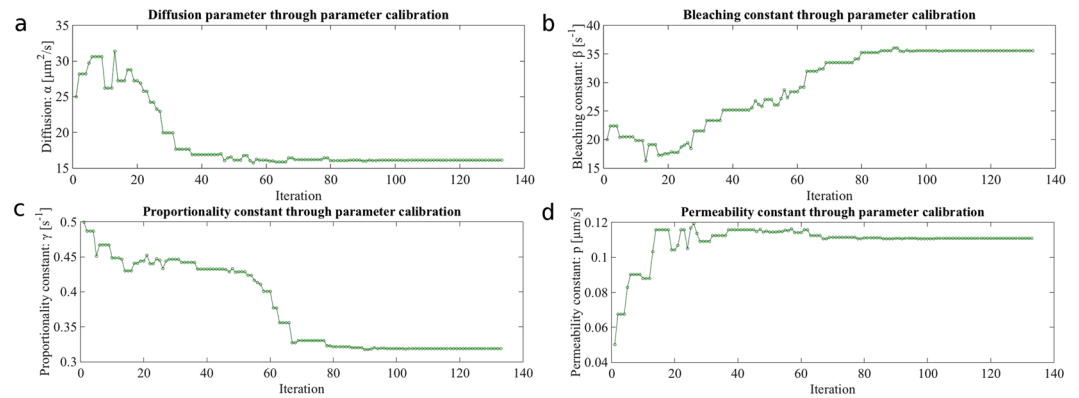 a
Diffusion parameter through parameter calibration
Diffusion: α [μm²/s]
35
30
25
20
15
0 20 40 60 80 100 120 140
Iteration
b
Bleaching constant through parameter calibration
Bleaching constant: β [s⁻¹]
40
35
30
25
20
15
0 20 40 60 80 100 120 140
Iteration
c
Proportionality constant through parameter calibration
Proportionality constant: γ [s⁻¹]
0.5
0.45
0.4
0.35
0.3
0 20 40 60 80 100 120 140
Iteration
d
Permeability constant through parameter calibration
Permeability constant: p [μm/s]
0.12
0.1
0.08
0.06
0.04
0 20 40 60 80 100 120 140
Iteration